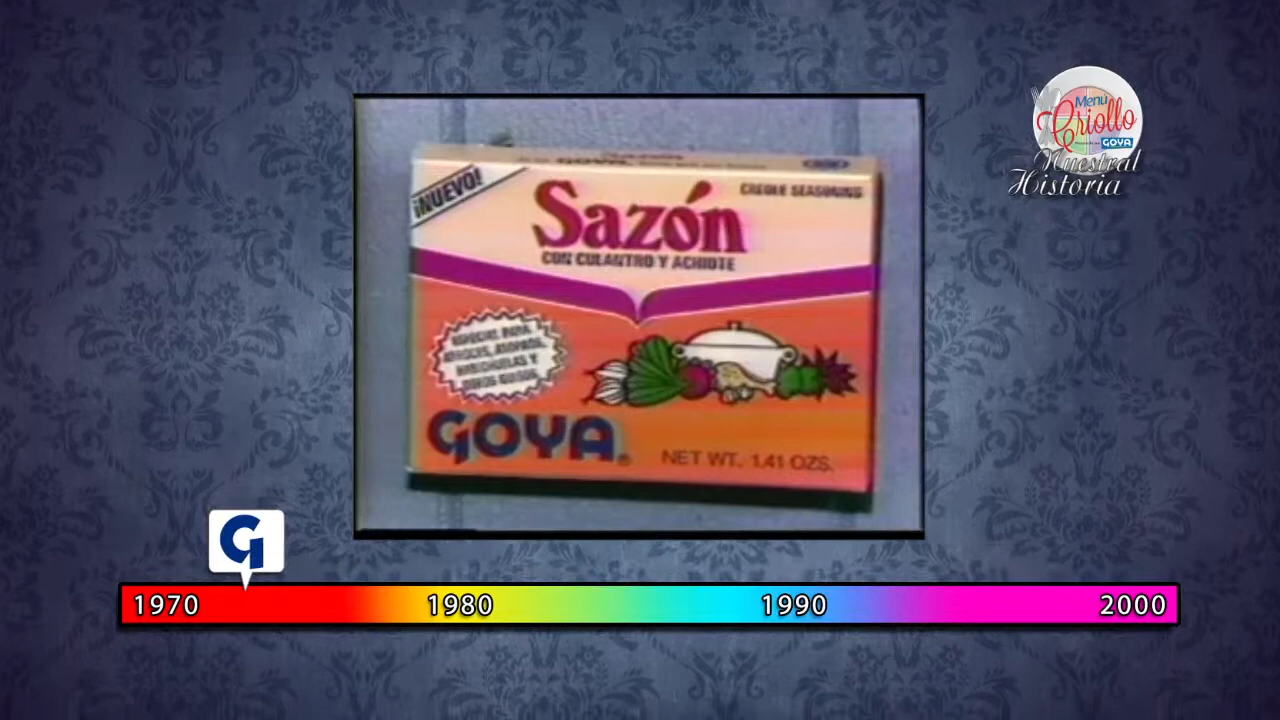 Menú
Criollo
GOYA
Nuestra
Historia
GOYA
¡NUEVO!
Sazón
CREOLE SEASONING
CON CULANTRO Y ACHIOTE
GOYA®
NET WT. 1.41 OZS.
G
1970
1980
1990
2000